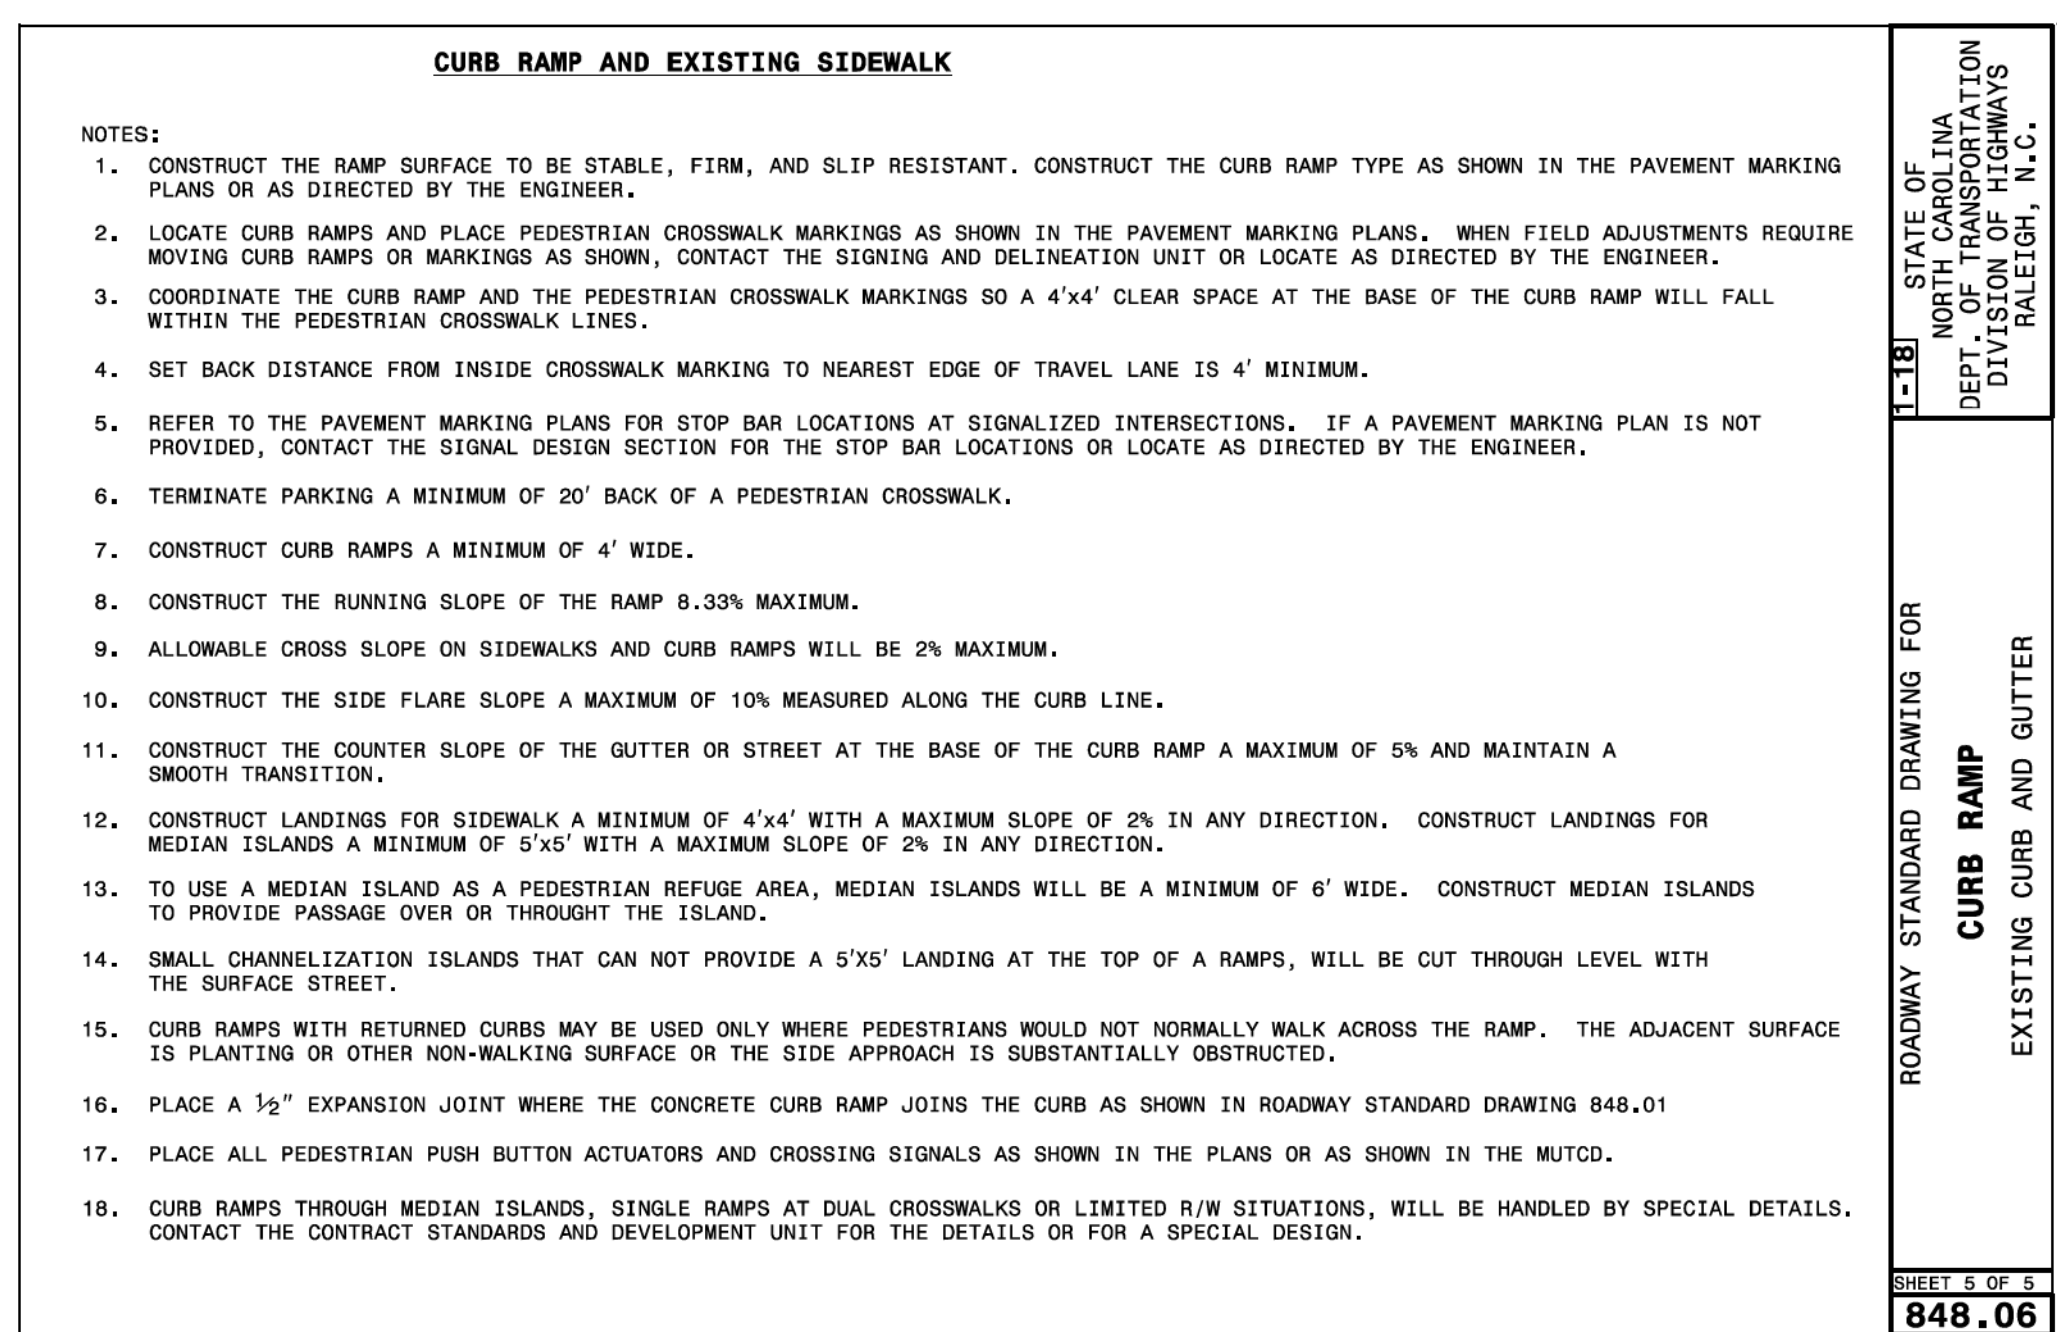 CURB RAMP AND EXISTING SIDEWALK
NOTES:
1. CONSTRUCT THE RAMP SURFACE TO BE STABLE, FIRM, AND SLIP RESISTANT. CONSTRUCT THE CURB RAMP TYPE AS SHOWN IN THE PAVEMENT MARKING
PLANS OR AS DIRECTED BY THE ENGINEER.
2. LOCATE CURB RAMPS AND PLACE PEDESTRIAN CROSSWALK MARKINGS AS SHOWN IN THE PAVEMENT MARKING PLANS. WHEN FIELD ADJUSTMENTS REQUIRE
MOVING CURB RAMPS OR MARKINGS AS SHOWN, CONTACT THE SIGNING AND DELINEATION UNIT OR LOCATE AS DIRECTED BY THE ENGINEER.
3. COORDINATE THE CURB RAMP AND THE PEDESTRIAN CROSSWALK MARKINGS SO A 4'x4' CLEAR SPACE AT THE BASE OF THE CURB RAMP WILL FALL
WITHIN THE PEDESTRIAN CROSSWALK LINES.
4. SET BACK DISTANCE FROM INSIDE CROSSWALK MARKING TO NEAREST EDGE OF TRAVEL LANE IS 4' MINIMUM.
5. REFER TO THE PAVEMENT MARKING PLANS FOR STOP BAR LOCATIONS AT SIGNALIZED INTERSECTIONS. IF A PAVEMENT MARKING PLAN IS NOT
PROVIDED, CONTACT THE SIGNAL DESIGN SECTION FOR THE STOP BAR LOCATIONS OR LOCATE AS DIRECTED BY THE ENGINEER.
6. TERMINATE PARKING A MINIMUM OF 20' BACK OF A PEDESTRIAN CROSSWALK.
7. CONSTRUCT CURB RAMPS A MINIMUM OF 4' WIDE.
8. CONSTRUCT THE RUNNING SLOPE OF THE RAMP 8.33% MAXIMUM.
9. ALLOWABLE CROSS SLOPE ON SIDEWALKS AND CURB RAMPS WILL BE 2% MAXIMUM.
10. CONSTRUCT THE SIDE FLARE SLOPE A MAXIMUM OF 10% MEASURED ALONG THE CURB LINE.
11. CONSTRUCT THE COUNTER SLOPE OF THE GUTTER OR STREET AT THE BASE OF THE CURB RAMP A MAXIMUM OF 5% AND MAINTAIN A
SMOOTH TRANSITION.
12. CONSTRUCT LANDINGS FOR SIDEWALK A MINIMUM OF 4'x4' WITH A MAXIMUM SLOPE OF 2% IN ANY DIRECTION. CONSTRUCT LANDINGS FOR
MEDIAN ISLANDS A MINIMUM OF 5'x5' WITH A MAXIMUM SLOPE OF 2% IN ANY DIRECTION.
13. TO USE A MEDIAN ISLAND AS A PEDESTRIAN REFUGE AREA, MEDIAN ISLANDS WILL BE A MINIMUM OF 6' WIDE. CONSTRUCT MEDIAN ISLANDS
TO PROVIDE PASSAGE OVER OR THROUGHT THE ISLAND.
14. SMALL CHANNELIZATION ISLANDS THAT CAN NOT PROVIDE A 5'X5' LANDING AT THE TOP OF A RAMPS, WILL BE CUT THROUGH LEVEL WITH
THE SURFACE STREET.
15. CURB RAMPS WITH RETURNED CURBS MAY BE USED ONLY WHERE PEDESTRIANS WOULD NOT NORMALLY WALK ACROSS THE RAMP. THE ADJACENT SURFACE
IS PLANTING OR OTHER NON-WALKING SURFACE OR THE SIDE APPROACH IS SUBSTANTIALLY OBSTRUCTED.
16. PLACE A ½" EXPANSION JOINT WHERE THE CONCRETE CURB RAMP JOINS THE CURB AS SHOWN IN ROADWAY STANDARD DRAWING 848.01
17. PLACE ALL PEDESTRIAN PUSH BUTTON ACTUATORS AND CROSSING SIGNALS AS SHOWN IN THE PLANS OR AS SHOWN IN THE MUTCD.
18. CURB RAMPS THROUGH MEDIAN ISLANDS, SINGLE RAMPS AT DUAL CROSSWALKS OR LIMITED R/W SITUATIONS, WILL BE HANDLED BY SPECIAL DETAILS.
CONTACT THE CONTRACT STANDARDS AND DEVELOPMENT UNIT FOR THE DETAILS OR FOR A SPECIAL DESIGN.
1-18
STATE OF
NORTH CAROLINA
DEPT. OF TRANSPORTATION
DIVISION OF HIGHWAYS
RALEIGH, N.C.
ROADWAY STANDARD DRAWING FOR
CURB RAMP
EXISTING CURB AND GUTTER
SHEET 5 OF 5
848.06